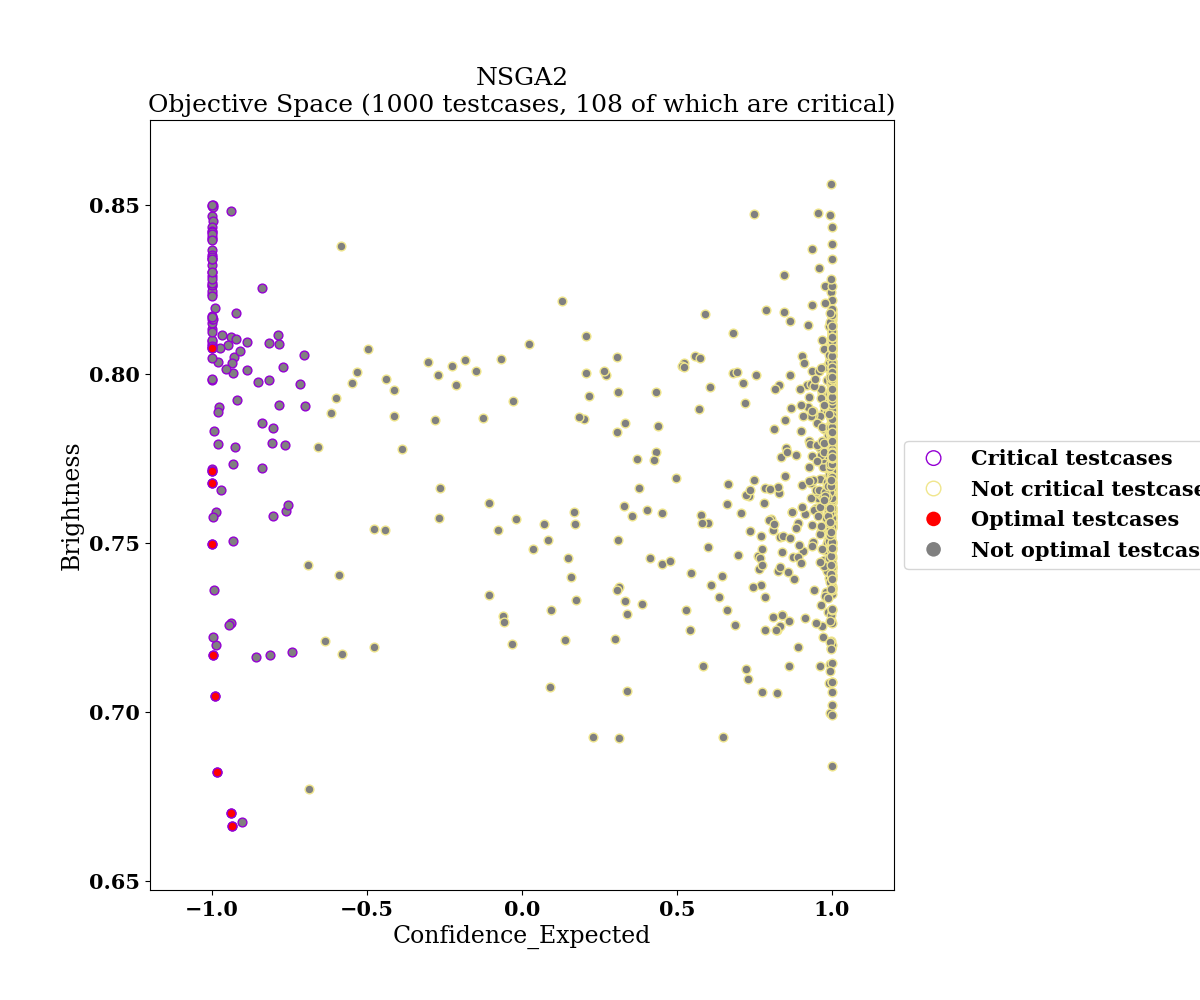 NSGA2
Objective Space (1000 testcases, 108 of which are critical)
0.85
0.80
0.75
0.70
0.65
Brightness
−1.0
−0.5
0.0
0.5
1.0
Confidence_Expected
Critical testcases
Not critical testcase
Optimal testcases
Not optimal testcas